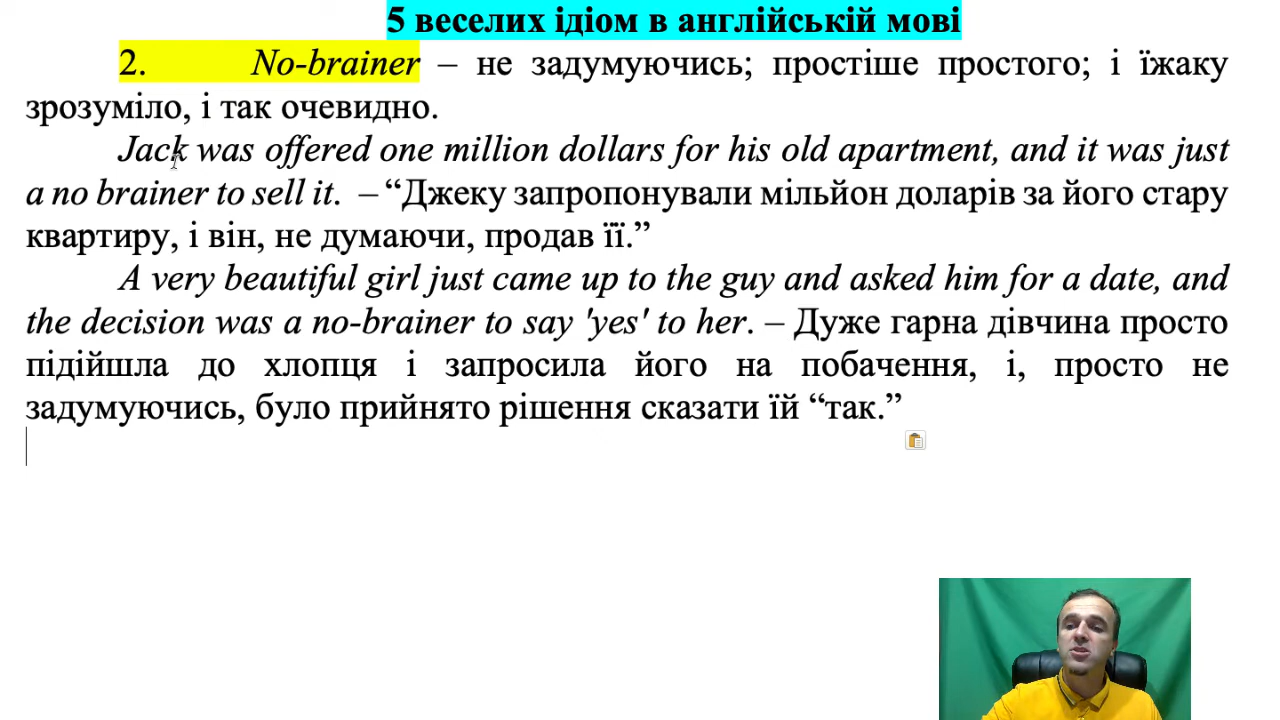 5 веселих ідіом в англійській мові
2. No-brainer – не задумуючись; простіше простого; і їжаку
зрозуміло, і так очевидно.
Jack was offered one million dollars for his old apartment, and it was just
a no brainer to sell it. – “Джеку запропонували мільйон доларів за його стару
квартиру, і він, не думаючи, продав її.”
A very beautiful girl just came up to the guy and asked him for a date, and
the decision was a no-brainer to say 'yes' to her. – Дуже гарна дівчина просто
підійшла до хлопця і запросила його на побачення, і, просто не
задумуючись, було прийнято рішення сказати їй “так.”